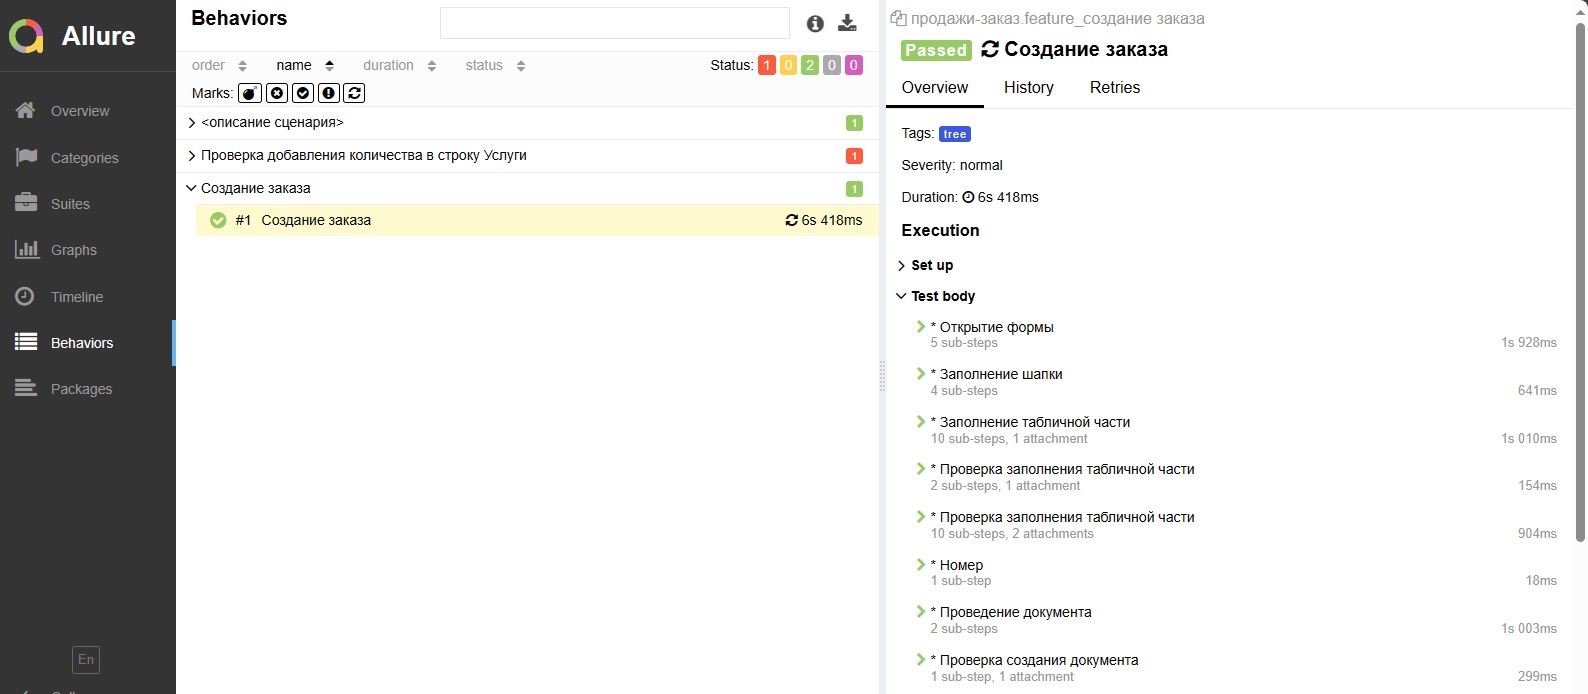 Allure
Overview
Categories
Suites
Graphs
Timeline
Behaviors
Packages
En
Behaviors
order name duration status Status: 1 0 2 0 0
Marks:
<описание сценария> 1
Проверка добавления количества в строку Услуги 1
Создание заказа 1
#1 Создание заказа 6s 418ms
продажи-заказ.feature_создание заказа
Passed Создание заказа
Overview History Retries
Tags: tree
Severity: normal
Duration: 6s 418ms
Execution
Set up
Test body
* Открытие формы
5 sub-steps 1s 928ms
* Заполнение шапки
4 sub-steps 641ms
* Заполнение табличной части
10 sub-steps, 1 attachment 1s 010ms
* Проверка заполнения табличной части
2 sub-steps, 1 attachment 154ms
* Проверка заполнения табличной части
10 sub-steps, 2 attachments 904ms
* Номер
1 sub-step 18ms
* Проведение документа
2 sub-steps 1s 003ms
* Проверка создания документа
1 sub-step, 1 attachment 299ms